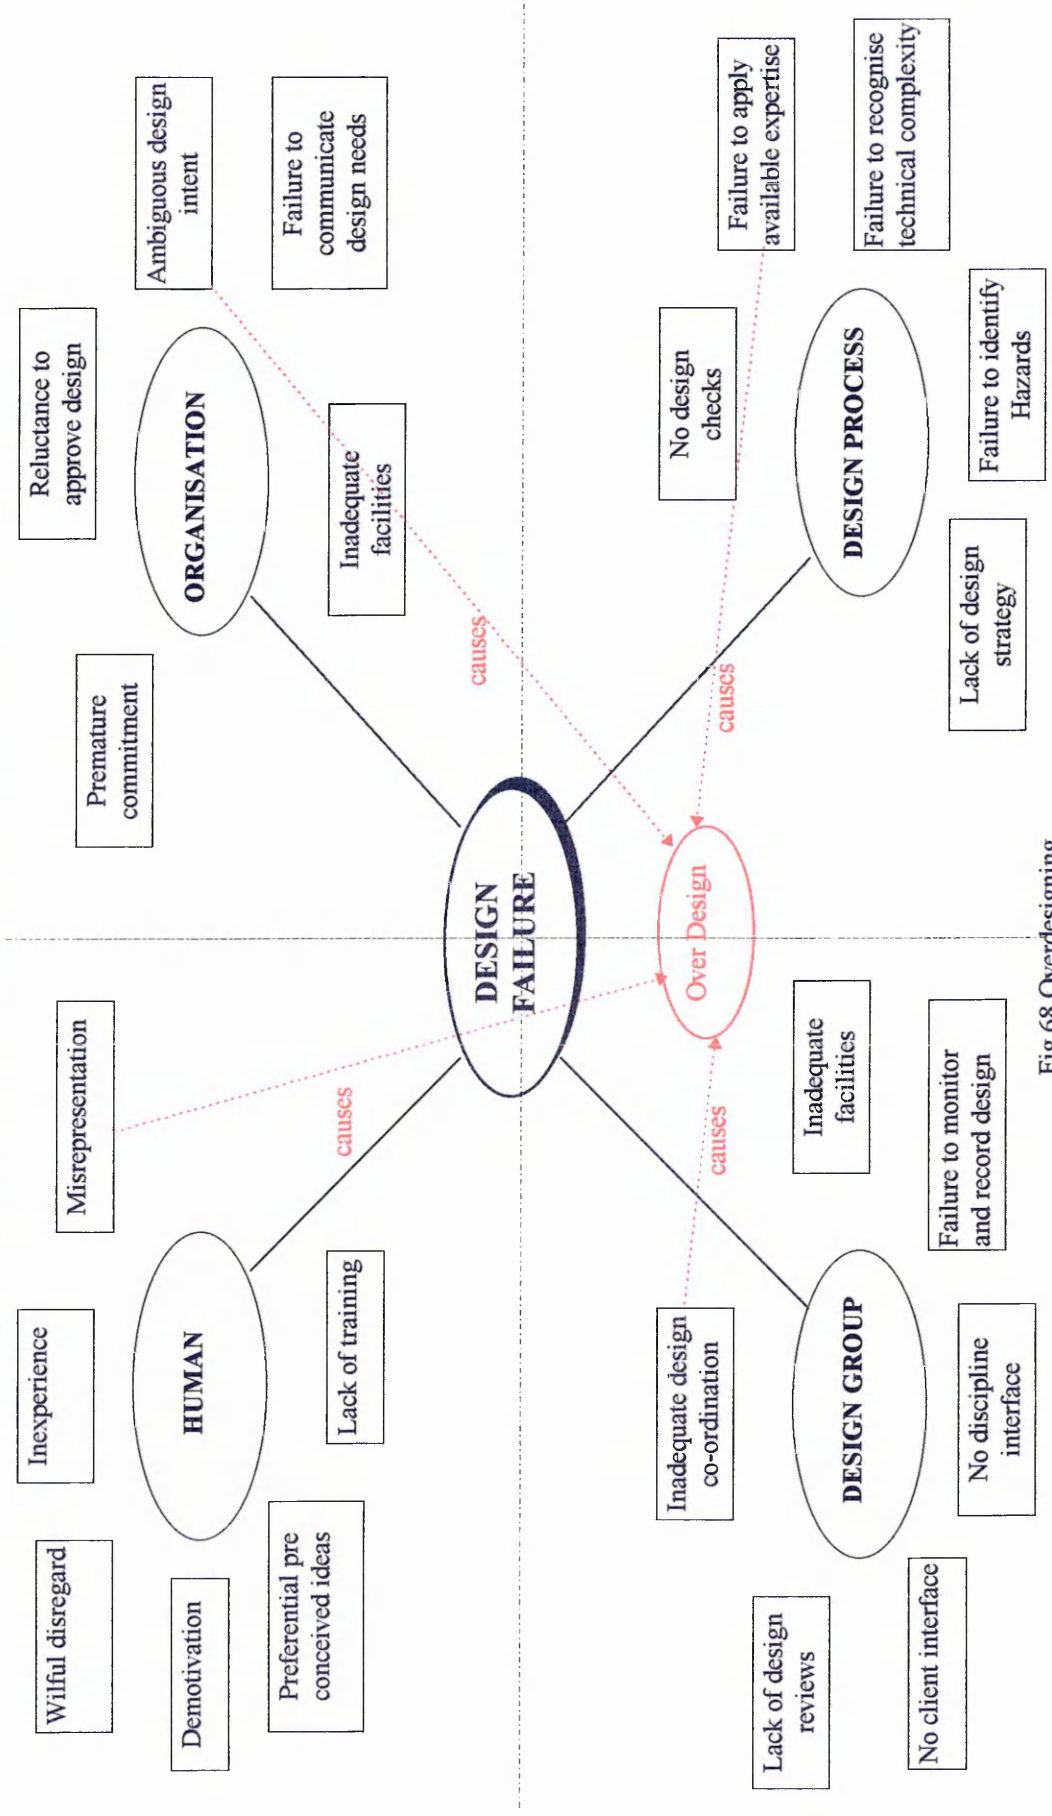 Wilful disregard
Inexperience
Misrepresentation
Demotivation
HUMAN
Preferential pre
conceived ideas
Lack of training
causes
Premature
commitment
Reluctance to
approve design
Ambiguous design
intent
ORGANISATION
Failure to
communicate
design needs
Inadequate
facilities
causes
DESIGN
FAILURE
Over Design
Inadequate design
co-ordination
causes
Lack of design
reviews
DESIGN GROUP
Inadequate
facilities
No client interface
No discipline
interface
Failure to monitor
and record design
causes
No design
checks
Failure to apply
available expertise
DESIGN PROCESS
Failure to recognise
technical complexity
Lack of design
strategy
Failure to identify
Hazards
Fig 68 Overdesigning